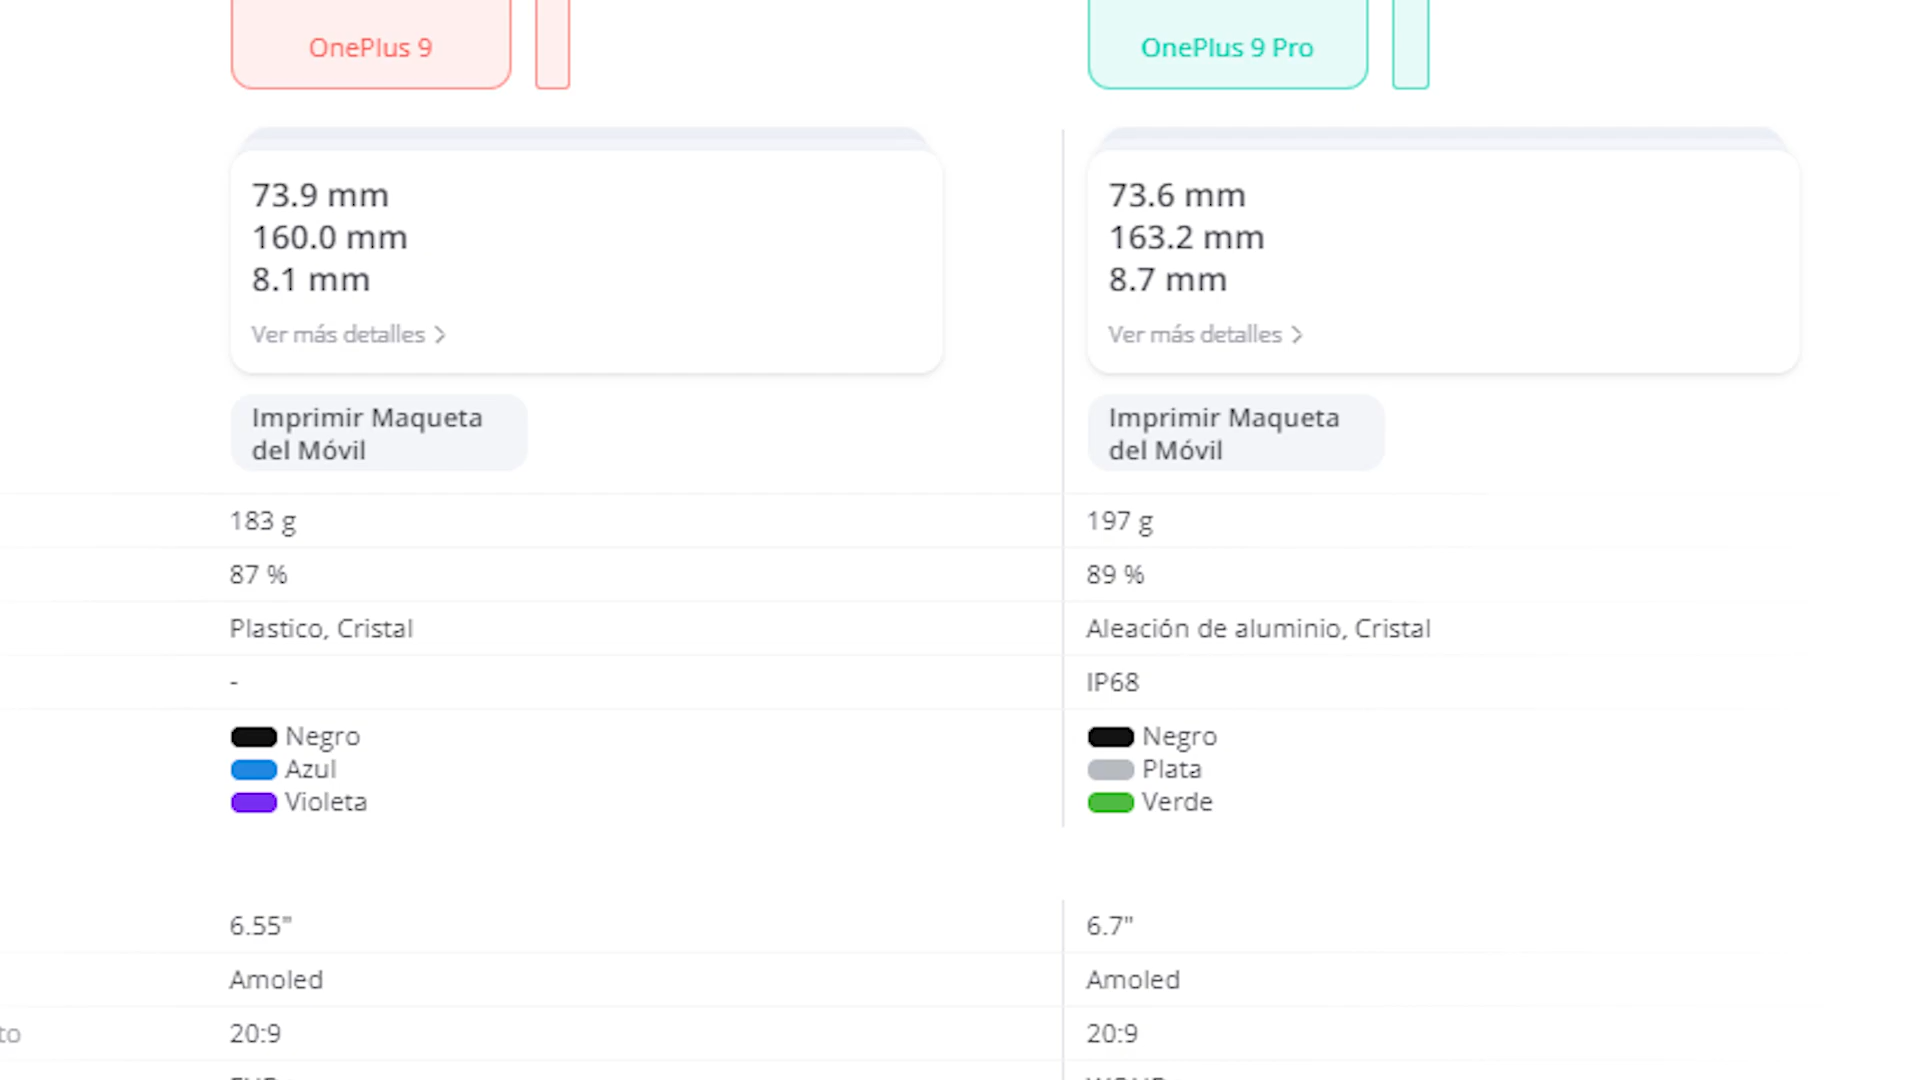 OnePlus 9
OnePlus 9 Pro
73.9 mm
160.0 mm
8.1 mm
Ver más detalles
73.6 mm
163.2 mm
8.7 mm
Ver más detalles
Imprimir Maqueta
del Móvil
Imprimir Maqueta
del Móvil
183 g
197 g
87 %
89 %
Plastico, Cristal
Aleación de aluminio, Cristal
-
IP68
Negro
Azul
Violeta
Negro
Plata
Verde
6.55"
6.7"
Amoled
Amoled
to
20:9
20:9